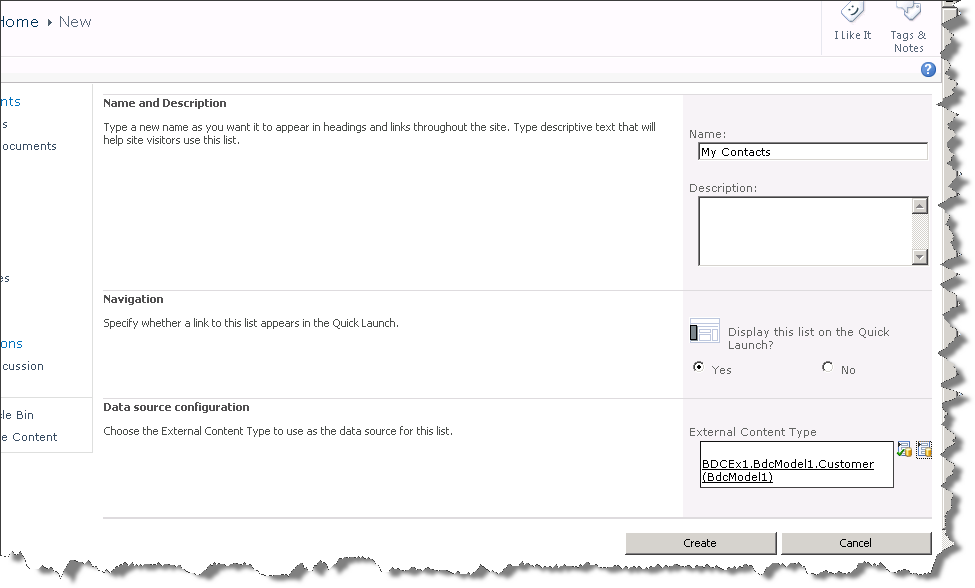 Home ▸ New
I Like It
Tags &
Notes
?
nts
s
ocuments
es
ons
cussion
cle Bin
e Content
Name and Description
Type a new name as you want it to appear in headings and links throughout the site. Type descriptive text that will
help site visitors use this list.
Name:
My Contacts
Description:
Navigation
Specify whether a link to this list appears in the Quick Launch.
Display this list on the Quick
Launch?
Yes
No
Data source configuration
Choose the External Content Type to use as the data source for this list.
External Content Type
BDCEx1.BdcModel1.Customer
(BdcModel1)
Create
Cancel